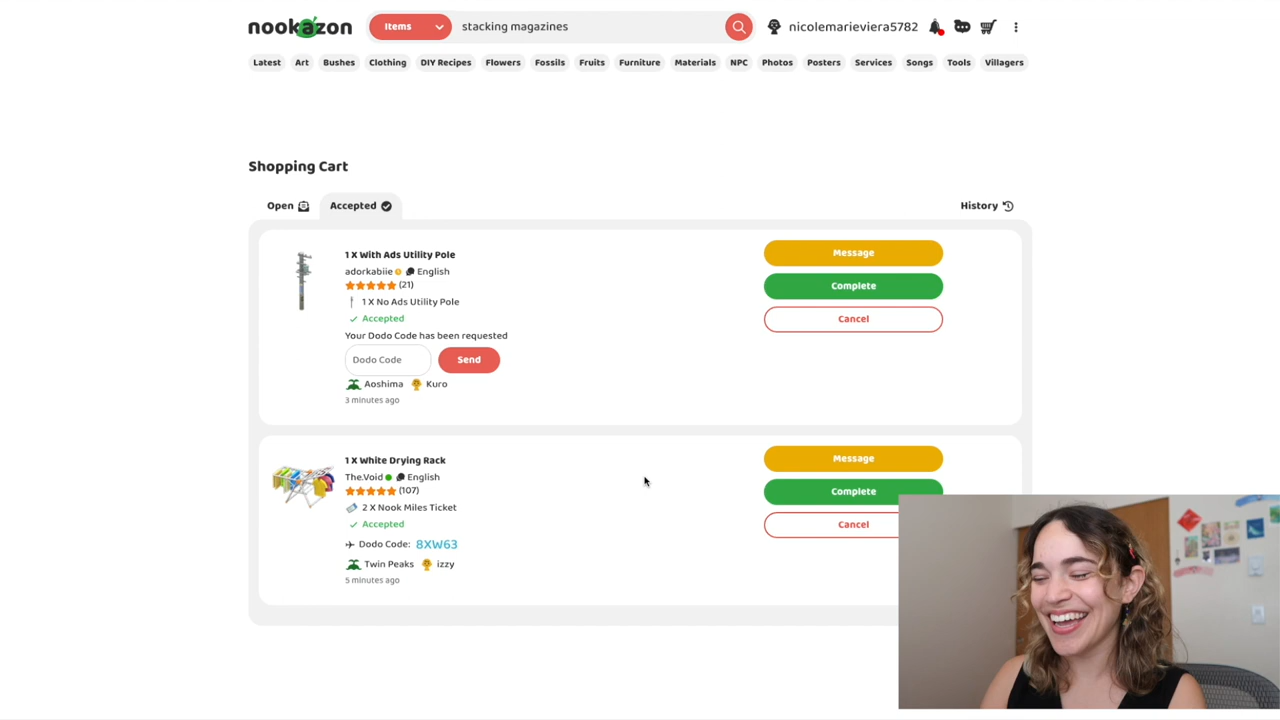 nookazon
Items
stacking magazines
nicolemarieviera5782
Latest Art Bushes Clothing DIY Recipes Flowers Fossils Fruits Furniture Materials NPC Photos Posters Services Songs Tools Villagers
Shopping Cart
Open Accepted History
1 X With Ads Utility Pole
adorkabiie English
(21)
1 X No Ads Utility Pole
Accepted
Your Dodo Code has been requested
Dodo Code Send
Aoshima Kuro
3 minutes ago
Message
Complete
Cancel
1 X White Drying Rack
The.Void English
(107)
2 X Nook Miles Ticket
Accepted
Dodo Code: 8XW63
Twin Peaks izzy
5 minutes ago
Message
Complete
Cancel